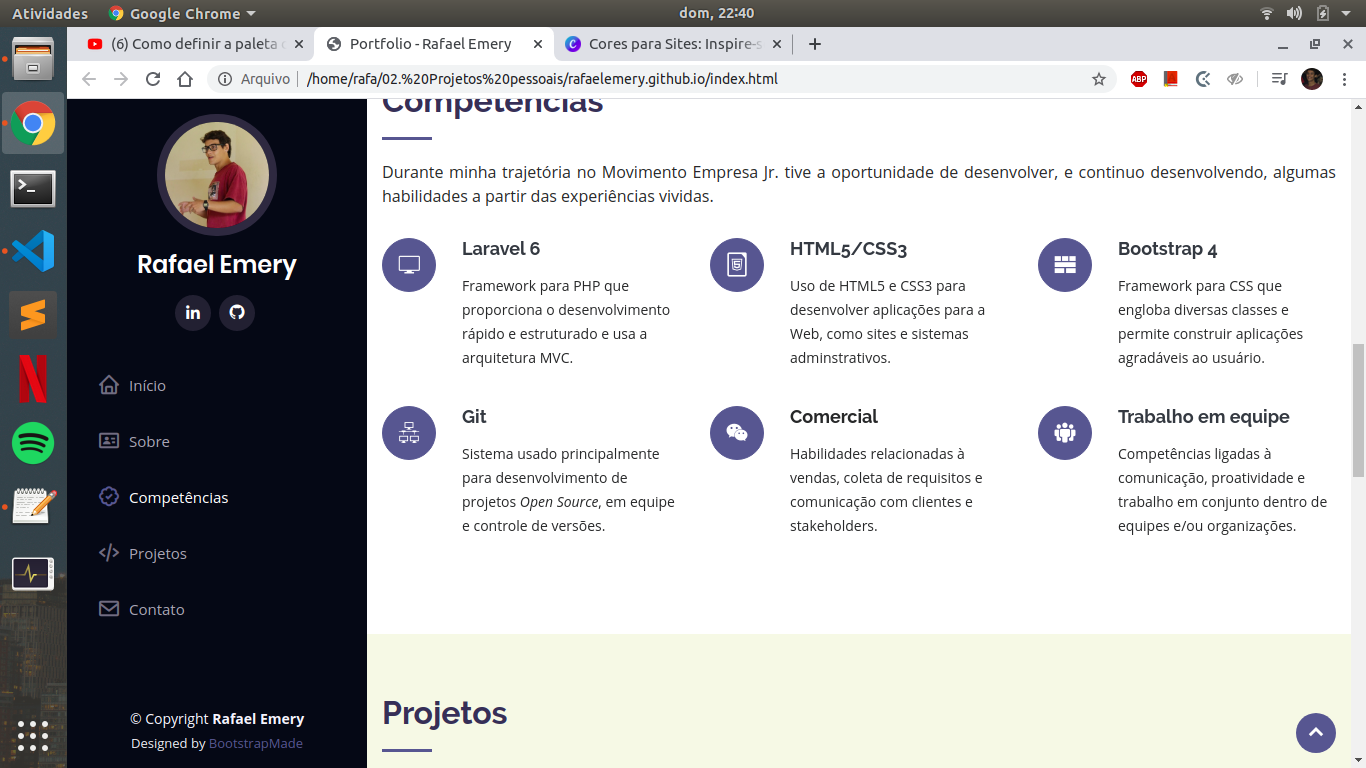 Atividades
Google Chrome
dom, 22:40
(6) Como definir a paleta
Portfolio - Rafael Emery
Cores para Sites: Inspire-s
Arquivo
/home/rafa/02.%20Projetos%20pessoais/rafaelemery.github.io/index.html
ABP
Rafael Emery
in
Início
Sobre
Competências
Projetos
Contato
© Copyright Rafael Emery
Designed by BootstrapMade
Competências
Durante minha trajetória no Movimento Empresa Jr. tive a oportunidade de desenvolver, e continuo desenvolvendo, algumas
habilidades a partir das experiências vividas.
Laravel 6
Framework para PHP que
proporciona o desenvolvimento
rápido e estruturado e usa a
arquitetura MVC.
HTML5/CSS3
Uso de HTML5 e CSS3 para
desenvolver aplicações para a
Web, como sites e sistemas
adminstrativos.
Bootstrap 4
Framework para CSS que
engloba diversas classes e
permite construir aplicações
agradáveis ao usuário.
Git
Sistema usado principalmente
para desenvolvimento de
projetos Open Source, em equipe
e controle de versões.
Comercial
Habilidades relacionadas à
vendas, coleta de requisitos e
comunicação com clientes e
stakeholders.
Trabalho em equipe
Competências ligadas à
comunicação, proatividade e
trabalho em conjunto dentro de
equipes e/ou organizações.
Projetos